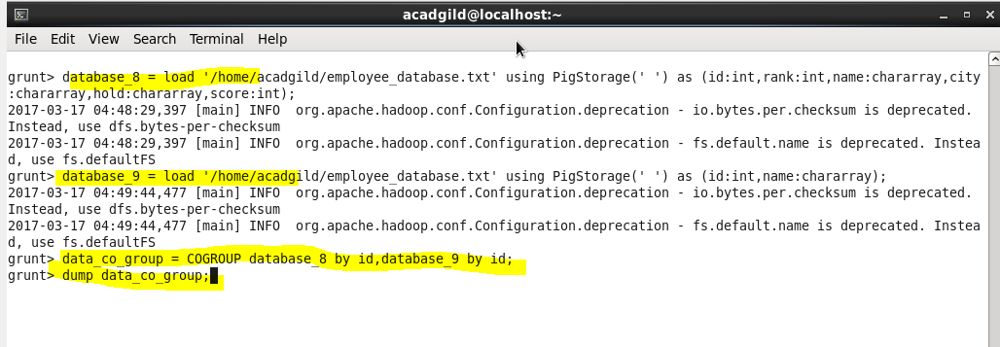 acadgild@localhost:~
File Edit View Search Terminal Help
grunt> database_8 = load '/home/acadgild/employee_database.txt' using PigStorage(' ') as (id:int,rank:int,name:chararray,city
:chararray,hold:chararray,score:int);
2017-03-17 04:48:29,397 [main] INFO  org.apache.hadoop.conf.Configuration.deprecation - io.bytes.per.checksum is deprecated.
Instead, use dfs.bytes-per-checksum
2017-03-17 04:48:29,397 [main] INFO  org.apache.hadoop.conf.Configuration.deprecation - fs.default.name is deprecated. Instea
d, use fs.defaultFS
grunt> database_9 = load '/home/acadgild/employee_database.txt' using PigStorage(' ') as (id:int,name:chararray);
2017-03-17 04:49:44,477 [main] INFO  org.apache.hadoop.conf.Configuration.deprecation - io.bytes.per.checksum is deprecated.
Instead, use dfs.bytes-per-checksum
2017-03-17 04:49:44,477 [main] INFO  org.apache.hadoop.conf.Configuration.deprecation - fs.default.name is deprecated. Instea
d, use fs.defaultFS
grunt> data_co_group = COGROUP database_8 by id,database_9 by id;
grunt> dump data_co_group;